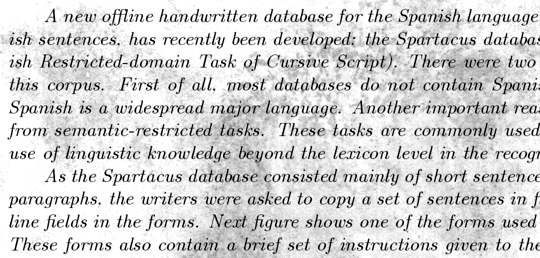 A new offline handwritten database for the Spanish language
ish sentences, has recently been developed: the Spartacus databas
ish Restricted-domain Task of Cursive Script). There were two
this corpus. First of all, most databases do not contain Spani
Spanish is a widespread major language. Another important rea
from semantic-restricted tasks. These tasks are commonly used
use of linguistic knowledge beyond the lexicon level in the recogn
As the Spartacus database consisted mainly of short sentence
paragraphs, the writers were asked to copy a set of sentences in f
line fields in the forms. Next figure shows one of the forms used
These forms also contain a brief set of instructions given to the